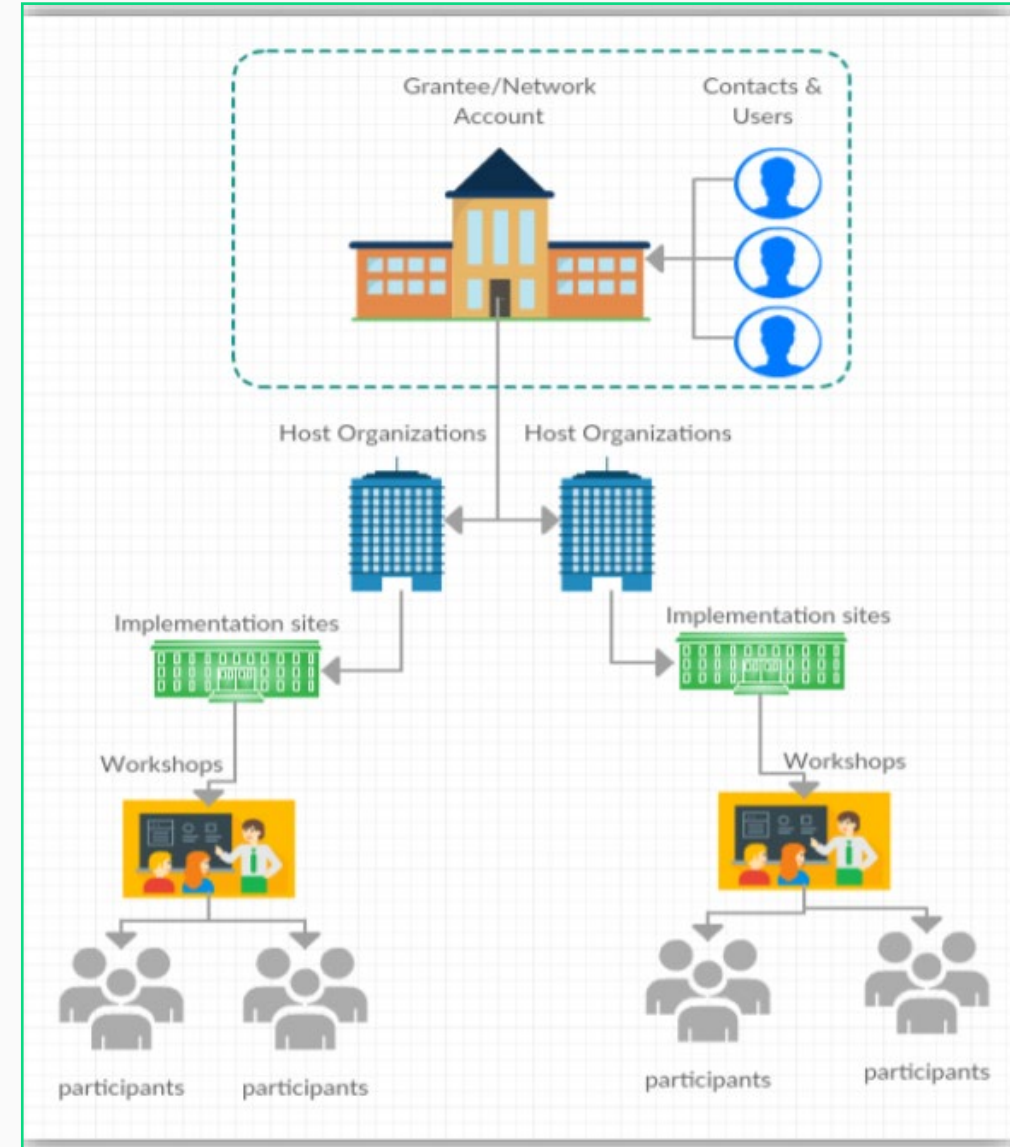 Grantee/Network
Account
Contacts &
Users
Host Organizations
Host Organizations
Implementation sites
Implementation sites
Workshops
Workshops
participants
participants
participants
participants